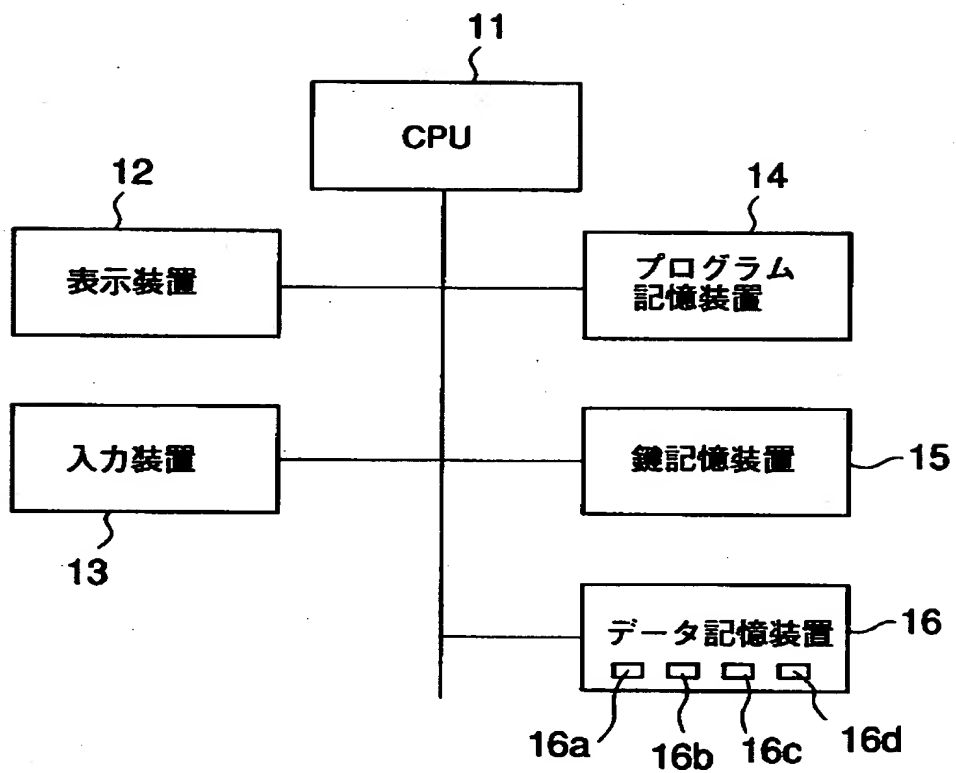 11
CPU
12
表示装置
14
プログラム
記憶装置
入力装置
13
鍵記憶装置
15
データ記憶装置
16
16a
16b
16c
16d